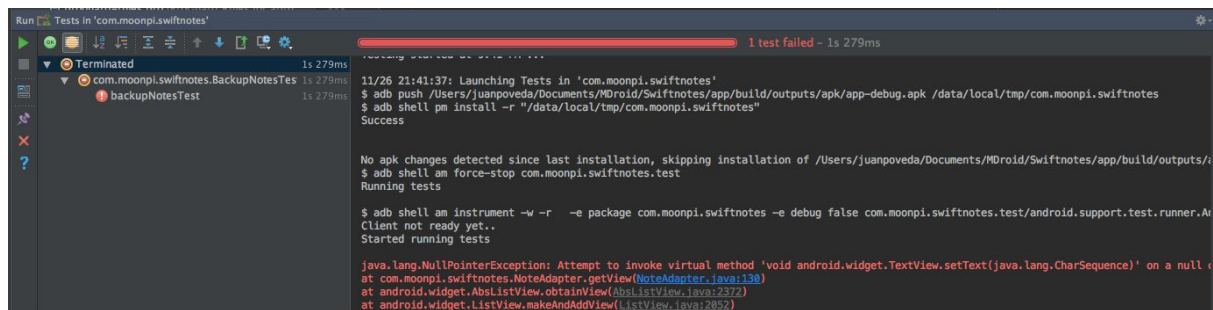 Run Tests in 'com.moonpi.swiftnotes'
1 test failed – 1s 279ms
Terminated 1s 279ms
com.moonpi.swiftnotes.BackupNotesTes 1s 279ms
backupNotesTest 1s 279ms
11/26 21:41:37: Launching Tests in 'com.moonpi.swiftnotes'
$ adb push /Users/juanpoveda/Documents/MDroid/Swiftnotes/app/build/outputs/apk/app-debug.apk /data/local/tmp/com.moonpi.swiftnotes
$ adb shell pm install -r "/data/local/tmp/com.moonpi.swiftnotes"
Success
No apk changes detected since last installation, skipping installation of /Users/juanpoveda/Documents/MDroid/Swiftnotes/app/build/outputs/
$ adb shell am force-stop com.moonpi.swiftnotes.test
Running tests
$ adb shell am instrument -w -r -e package com.moonpi.swiftnotes -e debug false com.moonpi.swiftnotes.test/android.support.test.runner.A
Client not ready yet..
Started running tests
java.lang.NullPointerException: Attempt to invoke virtual method 'void android.widget.TextView.setText(java.lang.CharSequence)' on a null
at com.moonpi.swiftnotes.NoteAdapter.getView(NoteAdapter.java:130)
at android.widget.AbsListView.obtainView(AbsListView.java:2372)
at android.widget.ListView.makeAndAddView(ListView.java:2052)